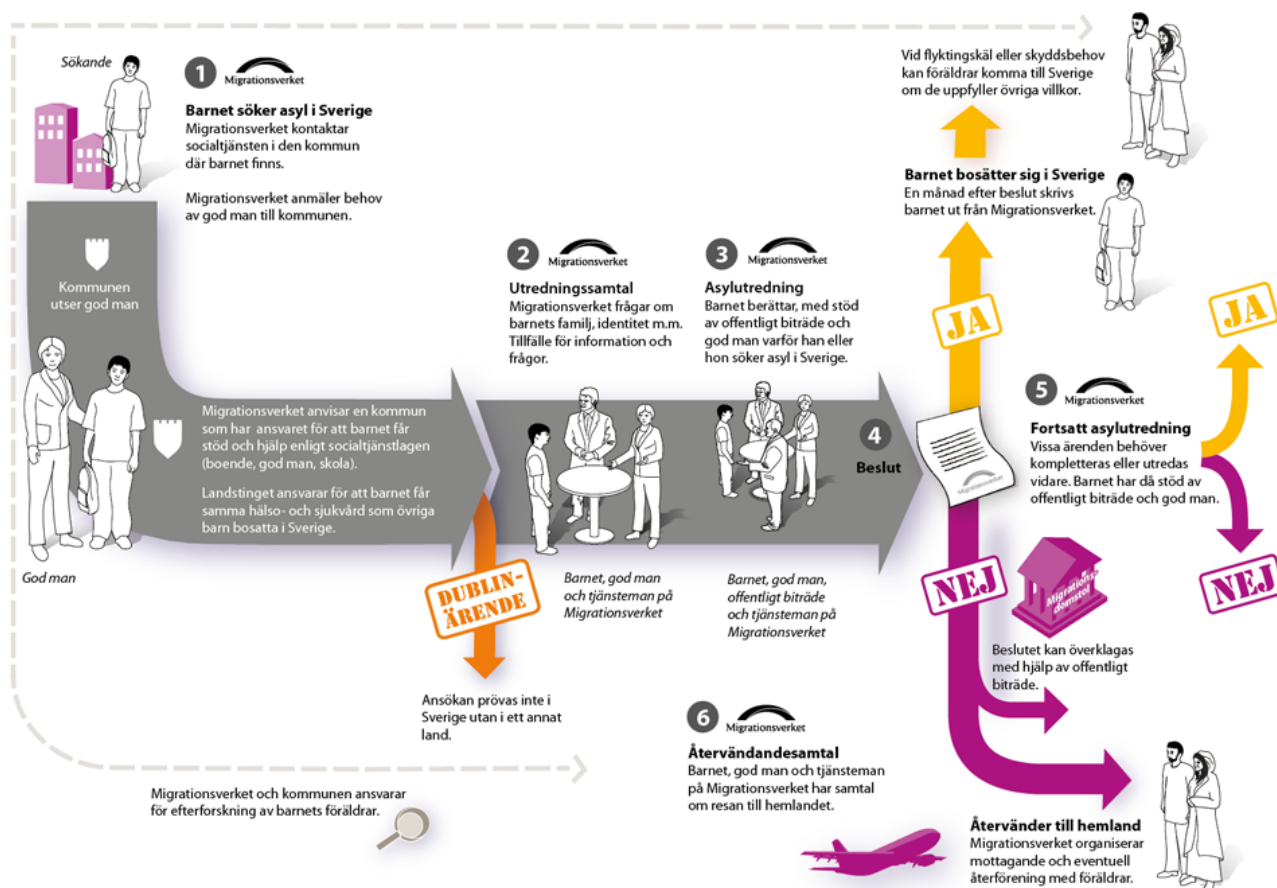 Sökande
1
Migrationsverket
Barnet söker asyl i Sverige
Migrationsverket kontaktar
socialtjänsten i den kommun
där barnet finns.
Migrationsverket anmäler behov
av god man till kommunen.
Kommunen
utser god man
God man
Migrationsverket anvisar en kommun
som har ansvaret för att barnet får
stöd och hjälp enligt socialtjänstlagen
(boende, god man, skola).
Landstinget ansvarar för att barnet får
samma hälso- och sjukvård som övriga
barn bosatta i Sverige.
DUBLIN-
ÄRENDE
Ansökan prövas inte i
Sverige utan i ett annat
land.
Migrationsverket och kommunen ansvarar
för efterforskning av barnets föräldrar.
2
Migrationsverket
Utredningssamtal
Migrationsverket frågar om
barnets familj, identitet m.m.
Tillfälle för information och
frågor.
Barnet, god man
och tjänsteman på
Migrationsverket
3
Migrationsverket
Asylutredning
Barnet berättar, med stöd
av offentligt biträde och
god man varför han eller
hon söker asyl i Sverige.
Barnet, god man,
offentligt biträde
och tjänsteman på
Migrationsverket
4
Beslut
Migrationsverket
JA
Barnet bosätter sig i Sverige
En månad efter beslut skrivs
barnet ut från Migrationsverket.
Vid flyktingskäl eller skyddsbehov
kan föräldrar komma till Sverige
om de uppfyller övriga villkor.
5
Migrationsverket
Fortsatt asylutredning
Vissa ärenden behöver
kompletteras eller utredas
vidare. Barnet har då stöd av
offentligt biträde och god man.
JA
NEJ
NEJ
Migrations-
domstol
Beslutet kan överklagas
med hjälp av offentligt
biträde.
6
Migrationsverket
Återvändandesamtal
Barnet, god man och tjänsteman
på Migrationsverket har samtal
om resan till hemlandet.
Återvänder till hemland
Migrationsverket organiserar
mottagande och eventuell
återförening med föräldrar.